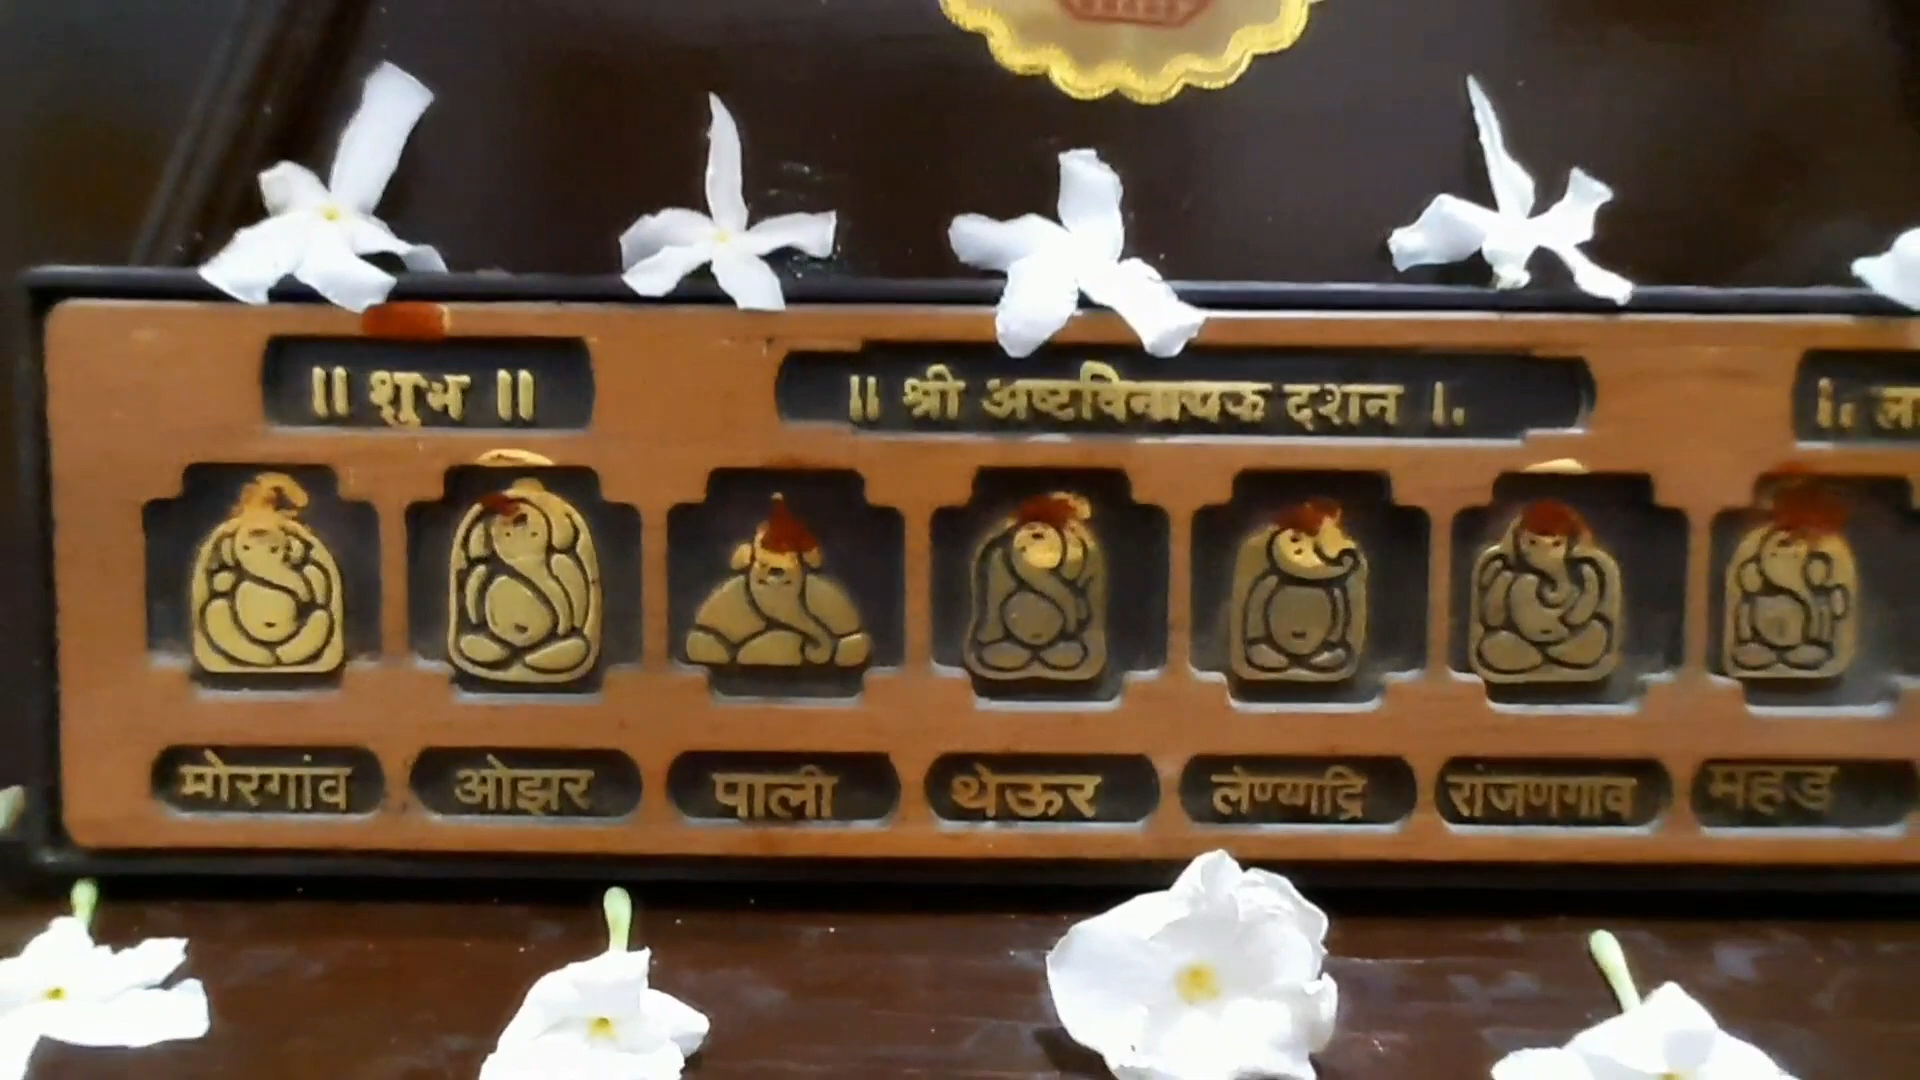 ॥ शुभ ॥ ॥ श्री अष्टविनायक दर्शन ॥
मोरगांव ओझर पाली थेऊर लेण्याद्रि रांजणगाव महड